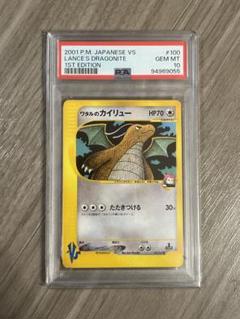 2001 P.M. JAPANESE VS #100
LANCE'S DRAGONITE GEM MT
1ST EDITION 10
PSA 94969055
ワタルのカイリュー HP70
たたきつける 30